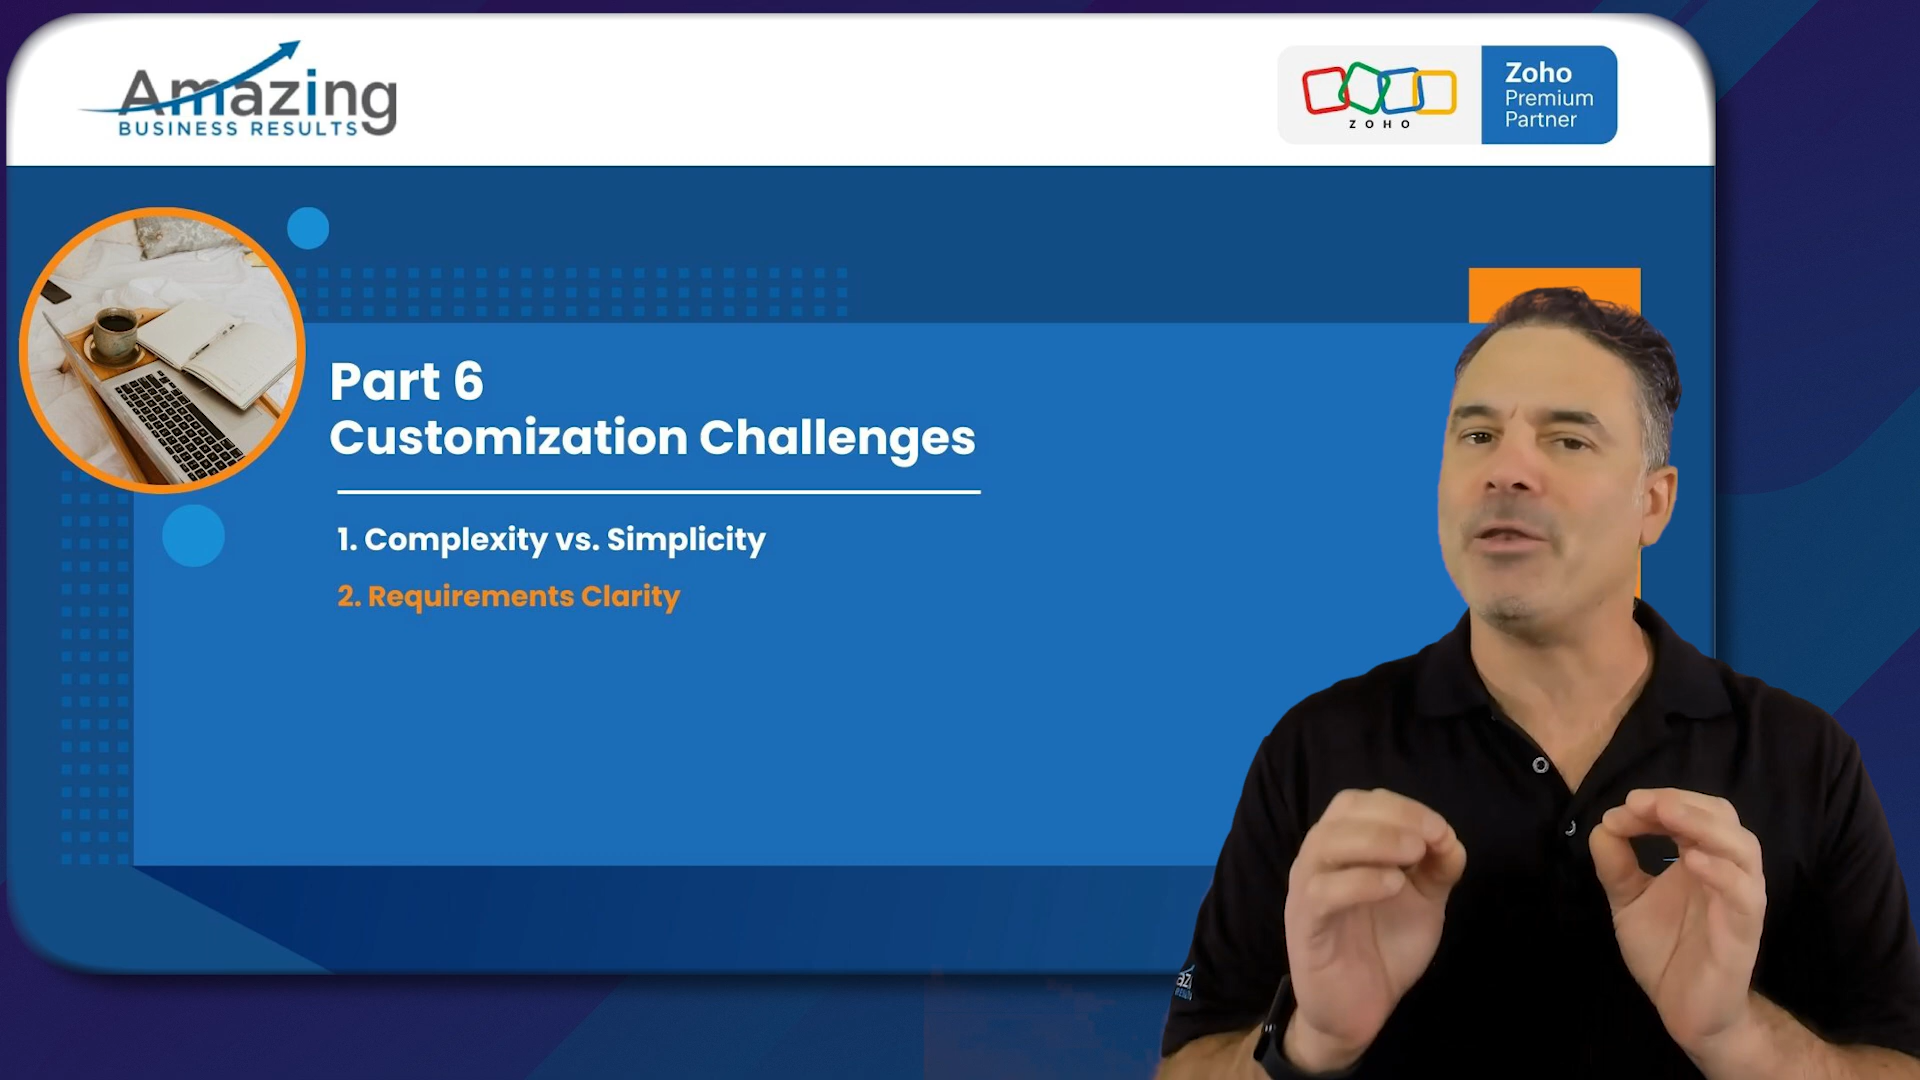 Amazing
BUSINESS RESULTS
ZOHO
Zoho
Premium
Partner
Part 6
Customization Challenges
1. Complexity vs. Simplicity
2. Requirements Clarity